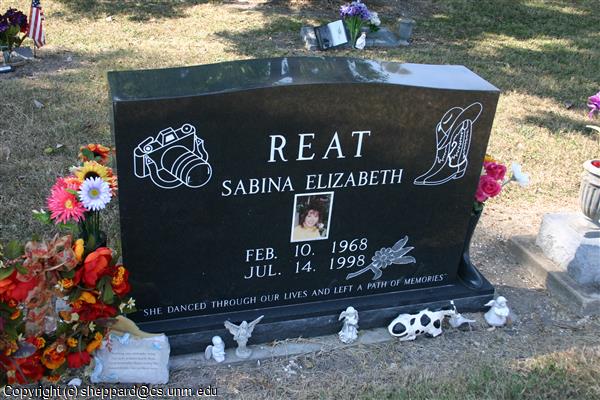 REAT
SABINA ELIZABETH
FEB. 10, 1968
JUL. 14, 1998
"SHE DANCED THROUGH OUR LIVES AND LEFT A PATH OF MEMORIES"
Copyright (c) sheppard@cs.unm.edu